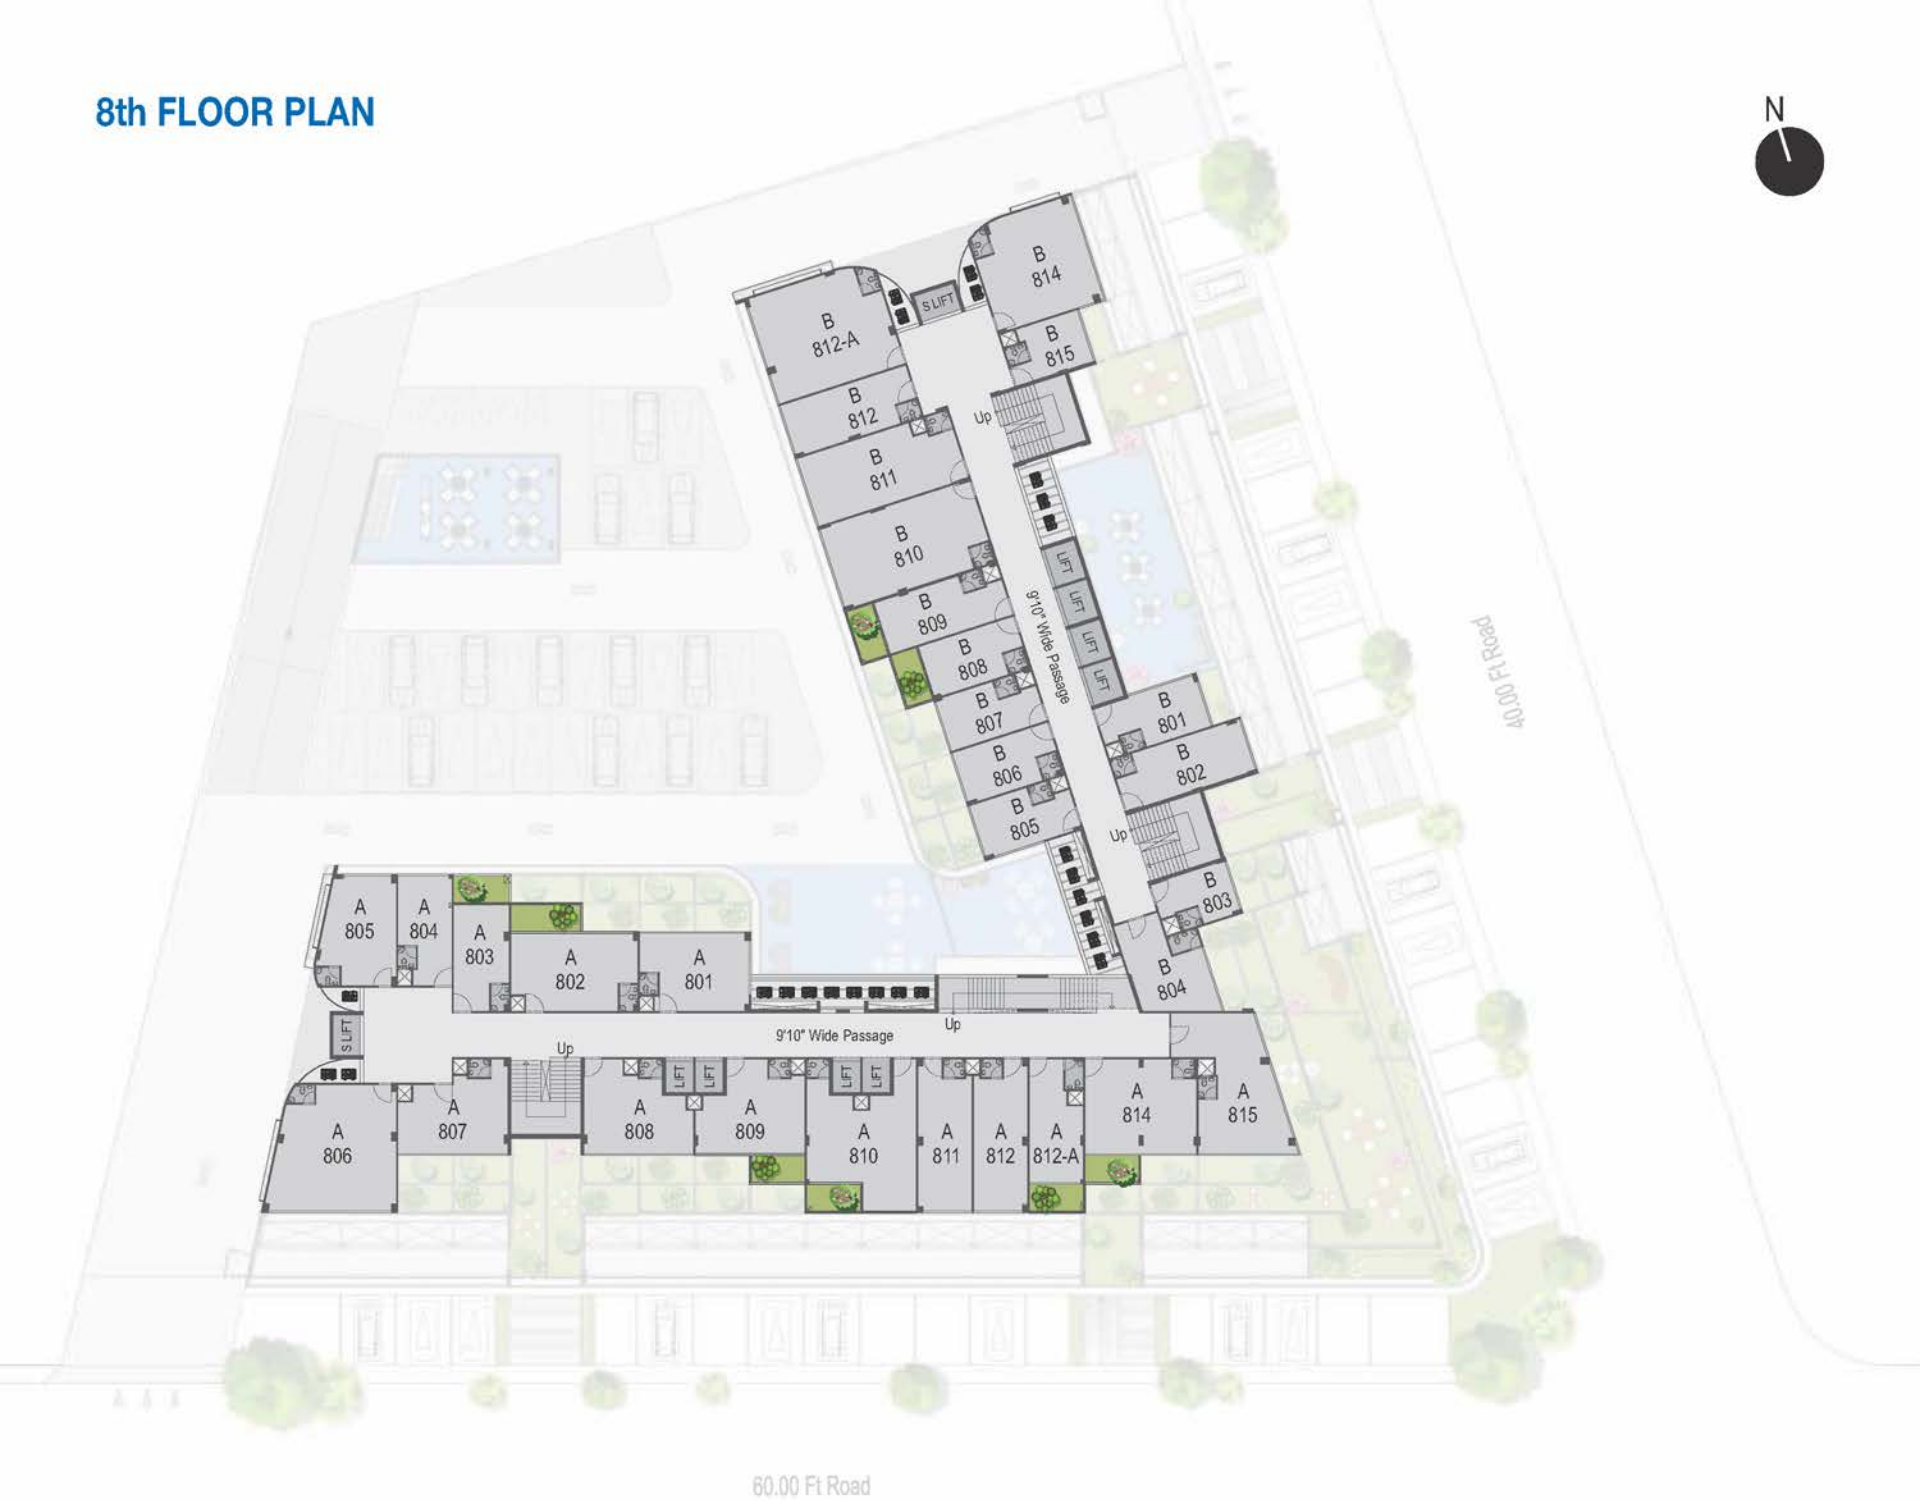 8th FLOOR PLAN
N
B
814
S LIFT
B
812-A
B
815
B
812
Up
B
811
B
810
LIFT
LIFT
LIFT
LIFT
9'10" Wide Passage
B
809
B
808
B
807
B
806
B
805
B
801
B
802
Up
B
803
B
804
40.00 Ft Road
A
805
A
804
A
803
A
802
A
801
S LIFT
Up
9'10" Wide Passage
Up
LIFT
LIFT
LIFT
LIFT
A
806
A
807
A
808
A
809
A
810
A
811
A
812
A
812-A
A
814
A
815
60.00 Ft Road